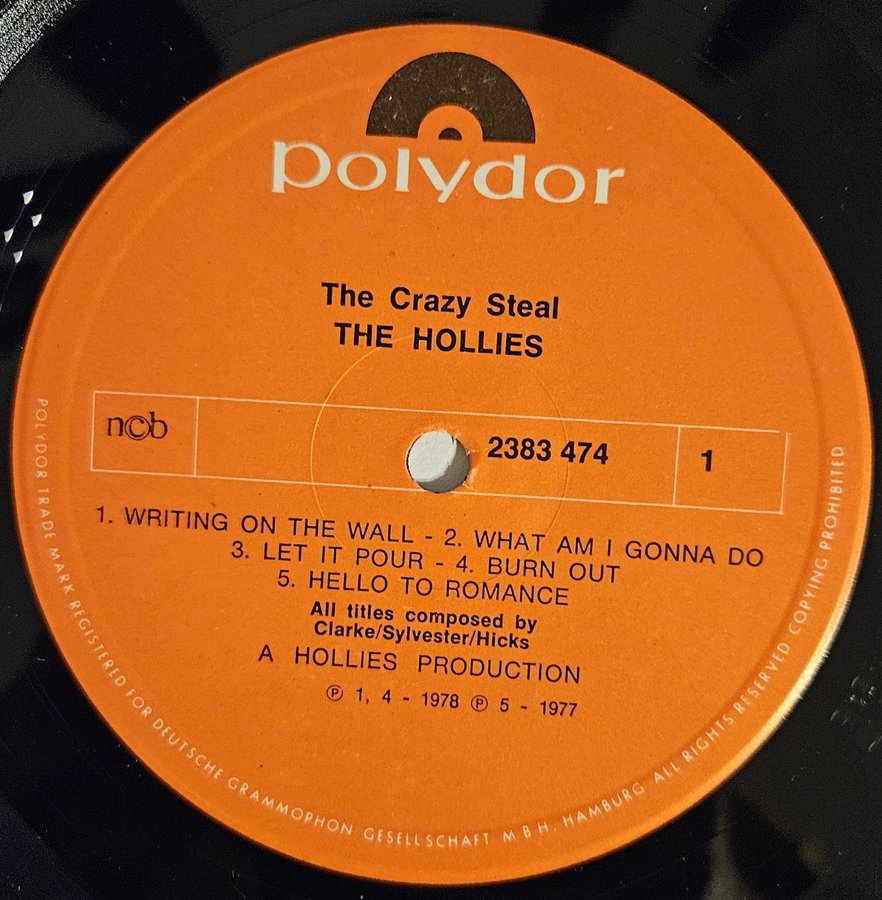 polydor
The Crazy Steal
THE HOLLIES
n©b
2383 474
1
1. WRITING ON THE WALL - 2. WHAT AM I GONNA DO
3. LET IT POUR - 4. BURN OUT
5. HELLO TO ROMANCE
All titles composed by
Clarke/Sylvester/Hicks
A HOLLIES PRODUCTION
℗ 1, 4 - 1978 ℗ 5 - 1977
POLYDOR TRADE MARK REGISTERED FOR DEUTSCHE GRAMMOPHON GESELLSCHAFT M B H. HAMBURG ALL RIGHTS RESERVED COPYING PROHIBITED